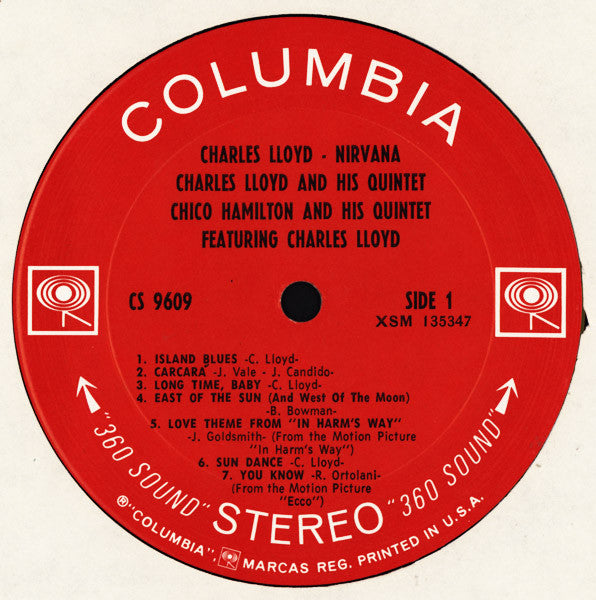 COLUMBIA
CHARLES LLOYD - NIRVANA
CHARLES LLOYD AND HIS QUINTET
CHICO HAMILTON AND HIS QUINTET
FEATURING CHARLES LLOYD
CS 9609
SIDE 1
XSM 135347
1. ISLAND BLUES -C. Lloyd-
2. CARCARA' -J. Vale - J. Candido-
3. LONG TIME, BABY -C. Lloyd-
4. EAST OF THE SUN (And West Of The Moon)
-B. Bowman-
5. LOVE THEME FROM "IN HARM'S WAY"
-J. Goldsmith- (From the Motion Picture
"In Harm's Way")
6. SUN DANCE -C. Lloyd-
7. YOU KNOW -R. Ortolani-
(From the Motion Picture
"Ecco")
"360 SOUND" STEREO "360 SOUND"
® "COLUMBIA", MARCAS REG. PRINTED IN U.S.A.